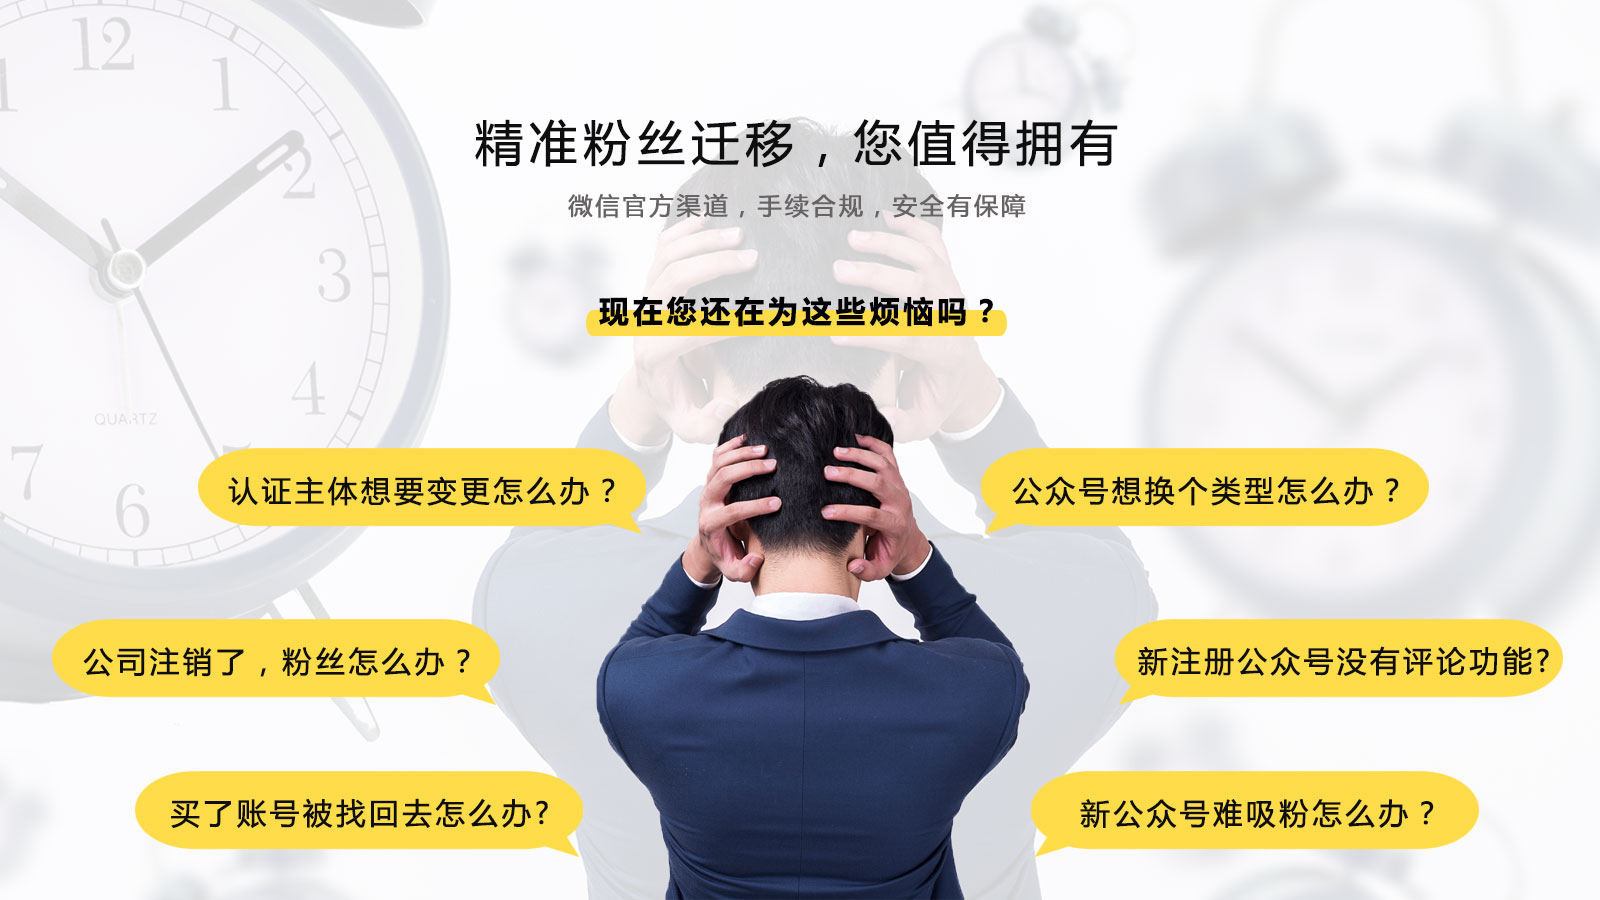 精准粉丝迁移，您值得拥有
微信官方渠道，手续合规，安全有保障
现在您还在为这些烦恼吗？
认证主体想要变更怎么办？
公众号想换个类型怎么办？
公司注销了，粉丝怎么办？
新注册公众号没有评论功能?
买了账号被找回去怎么办?
新公众号难吸粉怎么办？
12
1
2
3
4
QUARTZ
7
6